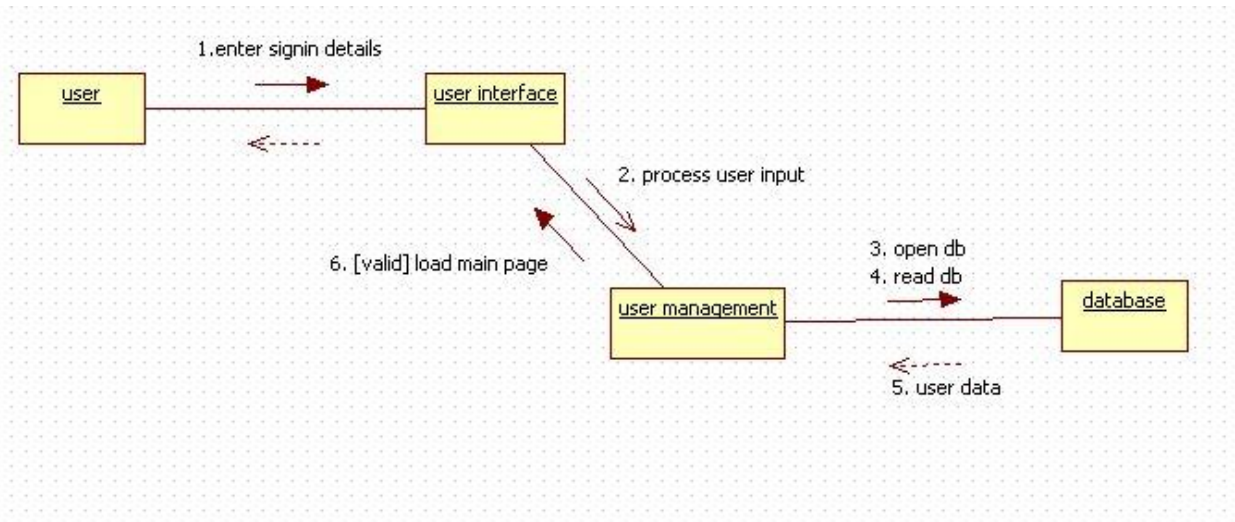 1.enter signin details
user
user interface
2. process user input
6. [valid] load main page
3. open db
4. read db
user management
database
5. user data